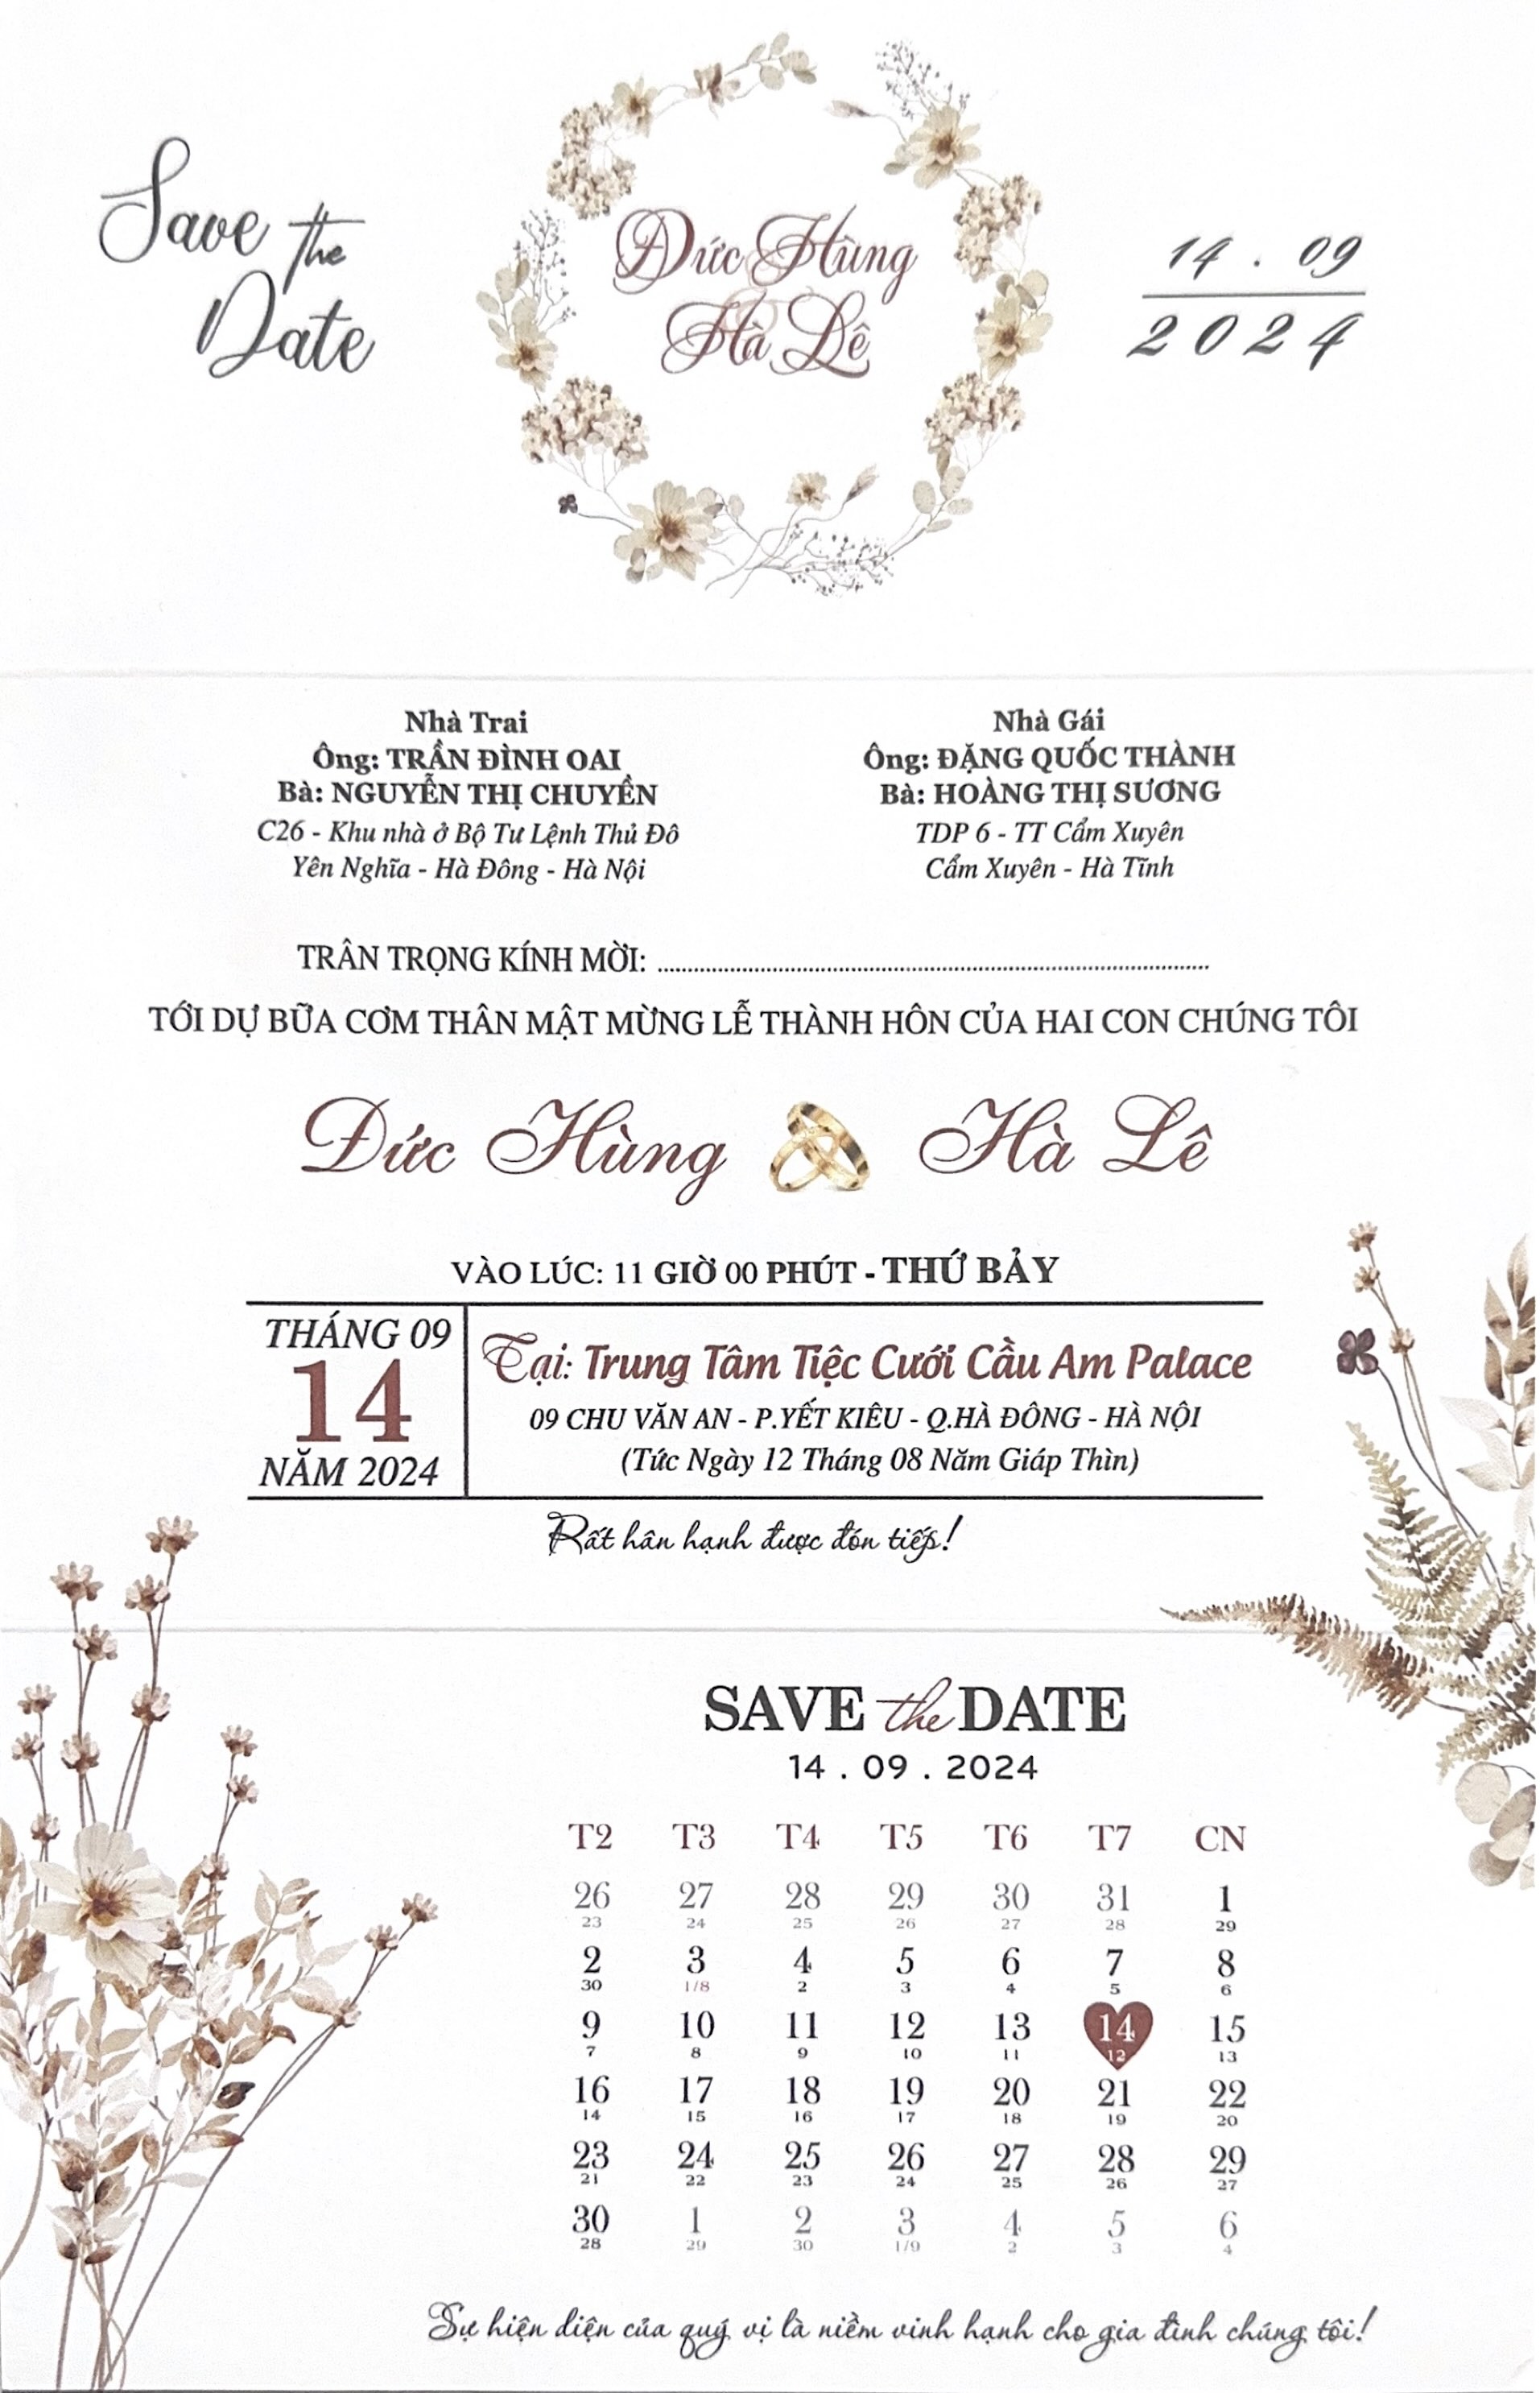 Save the
Date
Đức Hùng
&
Hà Lê
14 . 09
2024
Nhà Trai
Ông: TRẦN ĐÌNH OAI
Bà: NGUYỄN THỊ CHUYỀN
C26 - Khu nhà ở Bộ Tư Lệnh Thủ Đô
Yên Nghĩa - Hà Đông - Hà Nội
Nhà Gái
Ông: ĐẶNG QUỐC THÀNH
Bà: HOÀNG THỊ SƯƠNG
TDP 6 - TT Cẩm Xuyên
Cẩm Xuyên - Hà Tĩnh
TRÂN TRỌNG KÍNH MỜI: ........................................................
TỚI DỰ BỮA CƠM THÂN MẬT MỪNG LỄ THÀNH HÔN CỦA HAI CON CHÚNG TÔI
Đức Hùng Hà Lê
VÀO LÚC: 11 GIỜ 00 PHÚT - THỨ BẢY
THÁNG 09
14
NĂM 2024
Tại: Trung Tâm Tiệc Cưới Cầu Am Palace
09 CHU VĂN AN - P.YẾT KIÊU - Q.HÀ ĐÔNG - HÀ NỘI
(Tức Ngày 12 Tháng 08 Năm Giáp Thìn)
Rất hân hạnh được đón tiếp!
SAVE the DATE
14 . 09 . 2024
T2 T3 T4 T5 T6 T7 CN
26 27 28 29 30 31 1
23 24 25 26 27 28 29
2 3 4 5 6 7 8
30 1/8 2 3 4 5 6
9 10 11 12 13 14 15
7 8 9 10 11 12 13
16 17 18 19 20 21 22
14 15 16 17 18 19 20
23 24 25 26 27 28 29
21 22 23 24 25 26 27
30 1 2 3 4 5 6
28 29 30 1/9 2 3 4
Sự hiện diện của quý vị là niềm vinh hạnh cho gia đình chúng tôi!